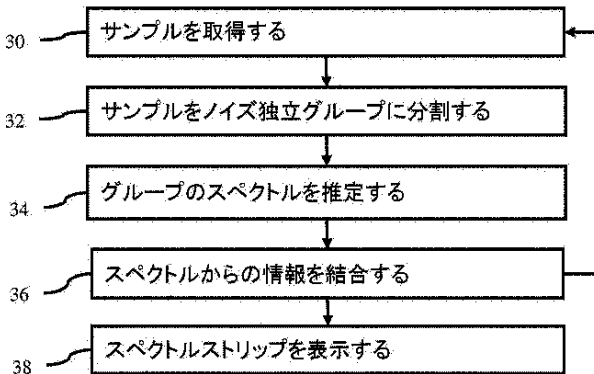 30 サンプルを取得する
32 サンプルをノイズ独立グループに分割する
34 グループのスペクトルを推定する
36 スペクトルからの情報を結合する
38 スペクトルストリップを表示する